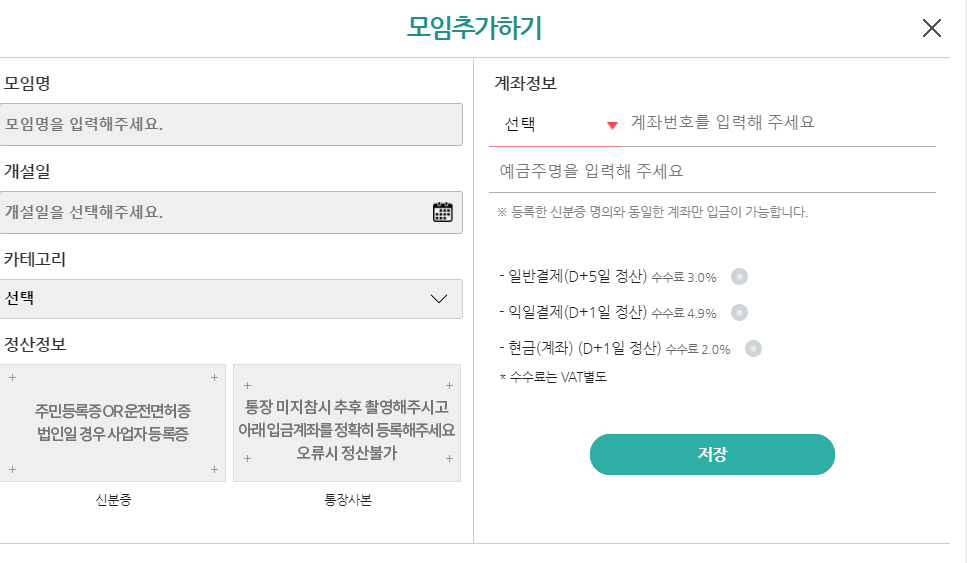 모임추가하기
모임명
모임명을 입력해주세요.
개설일
개설일을 선택해주세요.
카테고리
선택
정산정보
주민등록증 OR 운전면허증
법인일 경우 사업자 등록증
신분증
통장 미지참시 추후 촬영해주시고
아래 입금계좌를 정확히 등록해주세요
오류시 정산불가
통장사본
계좌정보
선택 계좌번호를 입력해 주세요
예금주명을 입력해 주세요
※ 등록한 신분증 명의와 동일한 계좌만 입금이 가능합니다.
- 일반결제(D+5일 정산) 수수료 3.0%
- 익일결제(D+1일 정산) 수수료 4.9%
- 현금(계좌) (D+1일 정산) 수수료 2.0%
* 수수료는 VAT별도
저장